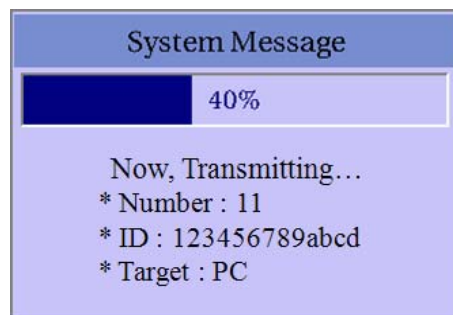 System Message
40%
Now, Transmitting...
* Number : 11
* ID : 123456789abcd
* Target : PC